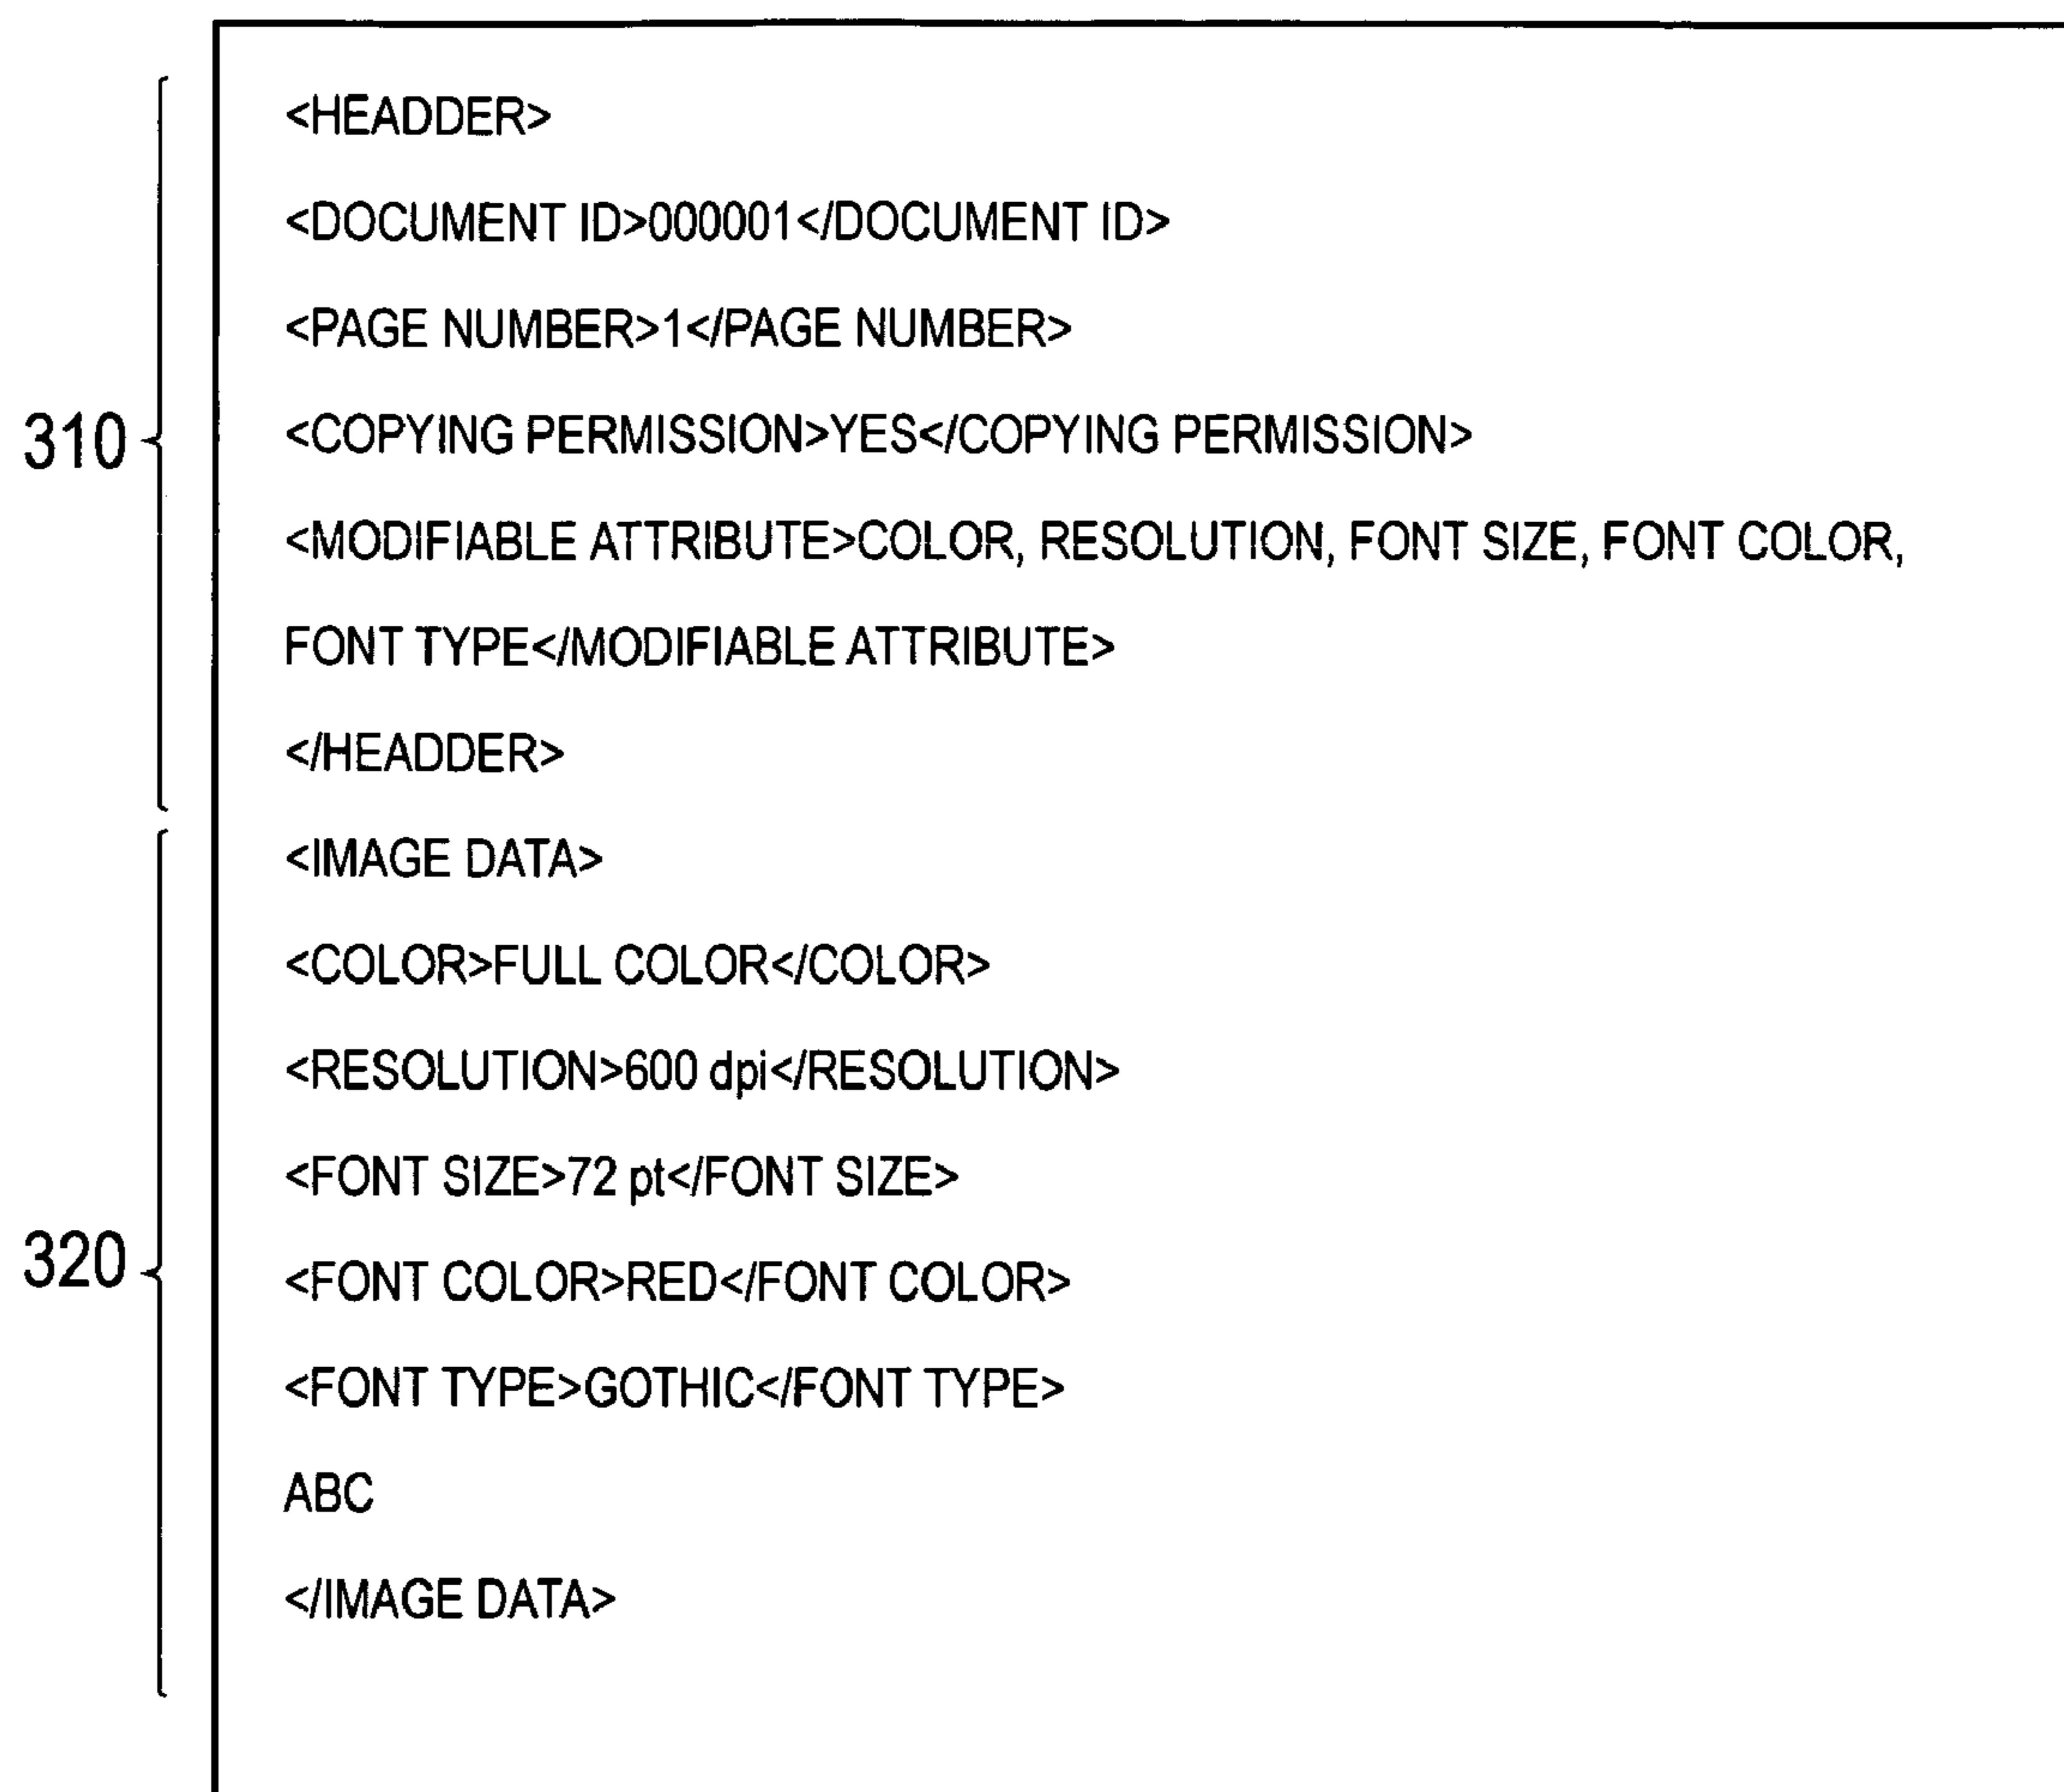 <HEADDER>
<DOCUMENT ID>000001</DOCUMENT ID>
<PAGE NUMBER>1</PAGE NUMBER>
310
<COPYING PERMISSION>YES</COPYING PERMISSION>
<MODIFIABLE ATTRIBUTE>COLOR, RESOLUTION, FONT SIZE, FONT COLOR,
FONT TYPE</MODIFIABLE ATTRIBUTE>
</HEADDER>
<IMAGE DATA>
<COLOR>FULL COLOR</COLOR>
<RESOLUTION>600 dpi</RESOLUTION>
<FONT SIZE>72 pt</FONT SIZE>
320
<FONT COLOR>RED</FONT COLOR>
<FONT TYPE>GOTHIC</FONT TYPE>
ABC
</IMAGE DATA>